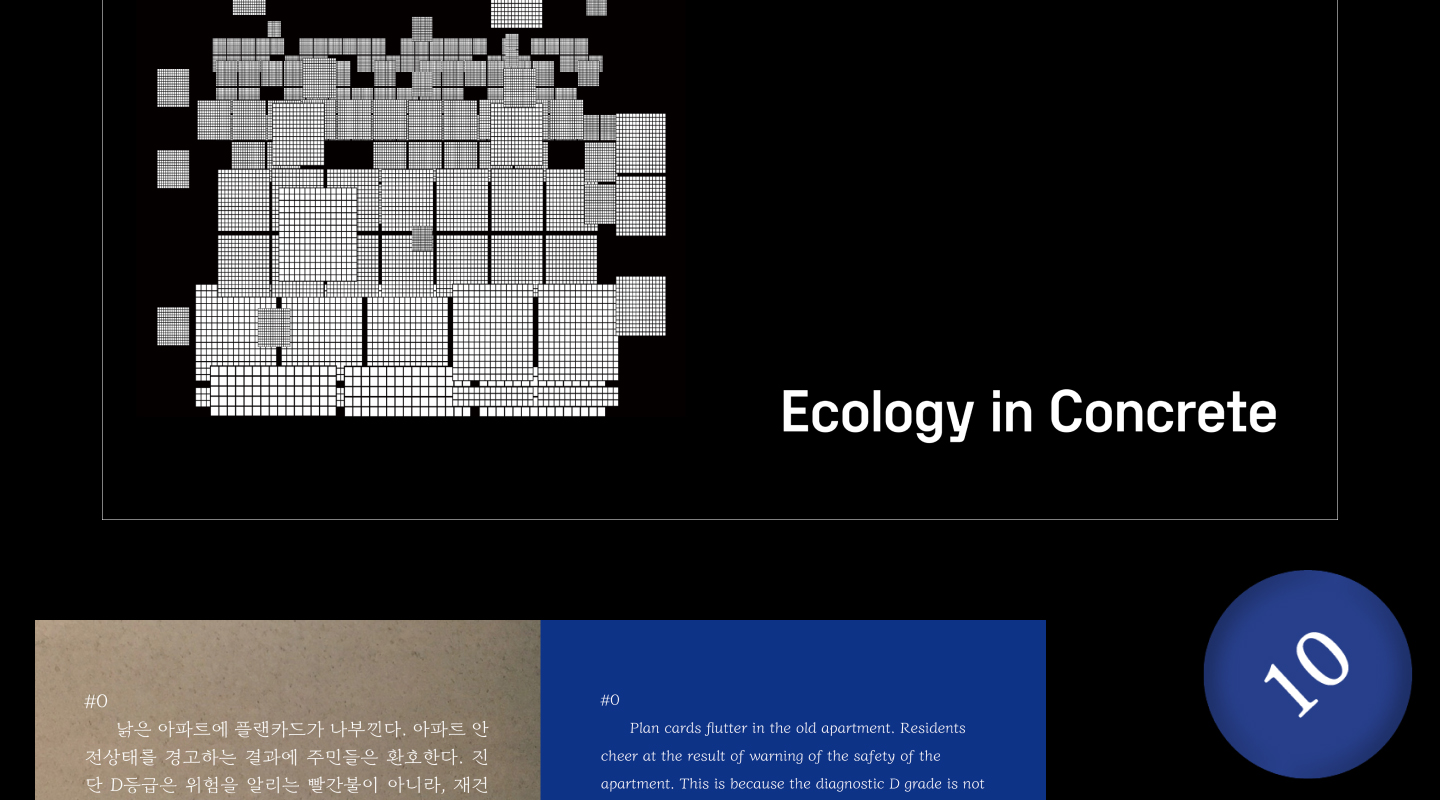 Ecology in Concrete
10
#0
낡은 아파트에 플랜카드가 나부낀다. 아파트 안
전상태를 경고하는 결과에 주민들은 환호한다. 진
단 D등급은 위험을 알리는 빨간불이 아니라, 재건
#0
Plan cards flutter in the old apartment. Residents
cheer at the result of warning of the safety of the
apartment. This is because the diagnostic D grade is not